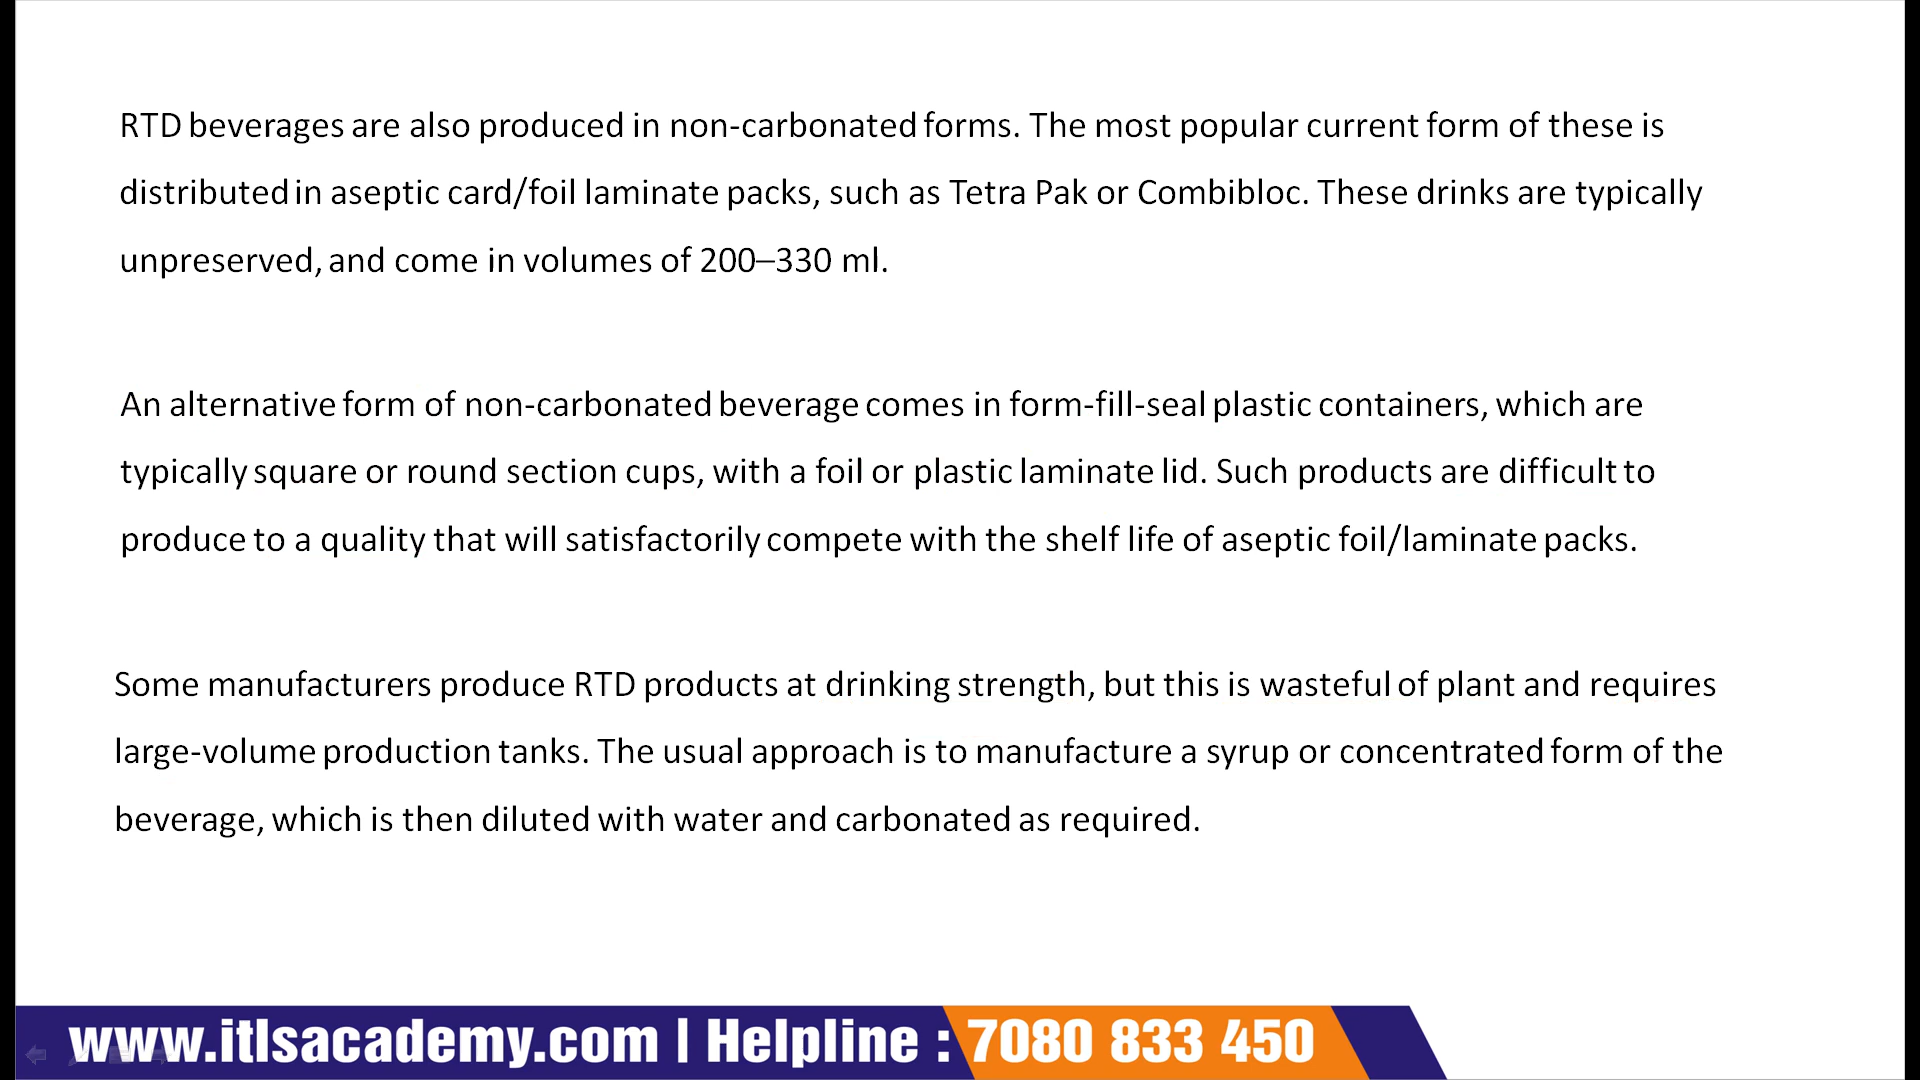 RTD beverages are also produced in non-carbonated forms. The most popular current form of these is
distributed in aseptic card/foil laminate packs, such as Tetra Pak or Combibloc. These drinks are typically
unpreserved, and come in volumes of 200–330 ml.
An alternative form of non-carbonated beverage comes in form-fill-seal plastic containers, which are
typically square or round section cups, with a foil or plastic laminate lid. Such products are difficult to
produce to a quality that will satisfactorily compete with the shelf life of aseptic foil/laminate packs.
Some manufacturers produce RTD products at drinking strength, but this is wasteful of plant and requires
large-volume production tanks. The usual approach is to manufacture a syrup or concentrated form of the
beverage, which is then diluted with water and carbonated as required.
www.itlsacademy.com | Helpline : 7080 833 450